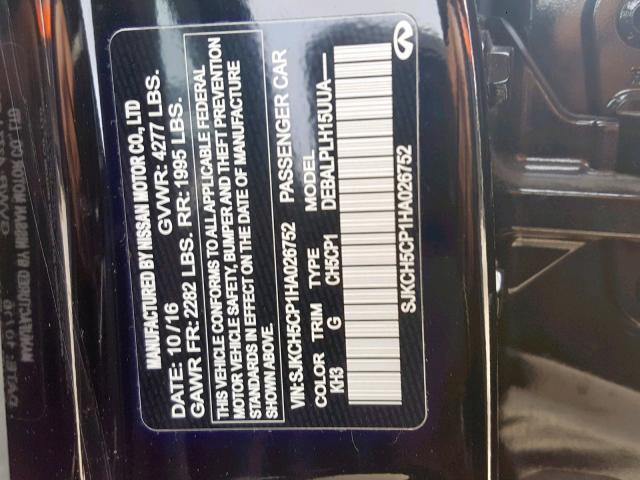 MANUFACTURED BY NISSAN MOTOR CO., LTD
DATE: 10/16 GVWR: 4277 LBS.
GAWR FR: 2282 LBS. RR: 1995 LBS.
THIS VEHICLE CONFORMS TO ALL APPLICABLE FEDERAL
MOTOR VEHICLE SAFETY, BUMPER AND THEFT PREVENTION
STANDARDS IN EFFECT ON THE DATE OF MANUFACTURE
SHOWN ABOVE.
VIN:SJKCH5CP1HA026752 PASSENGER CAR
COLOR TRIM TYPE MODEL
KH3 G CH5CP1 DEBALPLH15UUA----
SJKCH5CP1HA026752